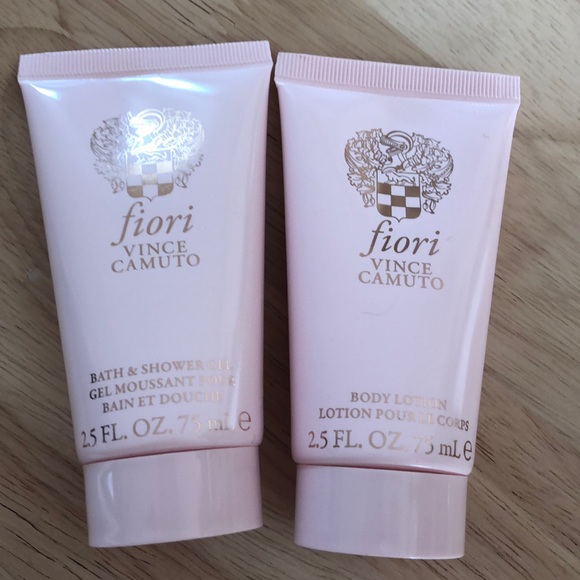 fiori
VINCE
CAMUTO
BATH & SHOWER GEL
GEL MOUSSANT POUR
BAIN ET DOUCHE
2.5 FL. OZ. 75 mL e
fiori
VINCE
CAMUTO
BODY LOTION
LOTION POUR LE CORPS
2.5 FL. OZ. 75 mL e